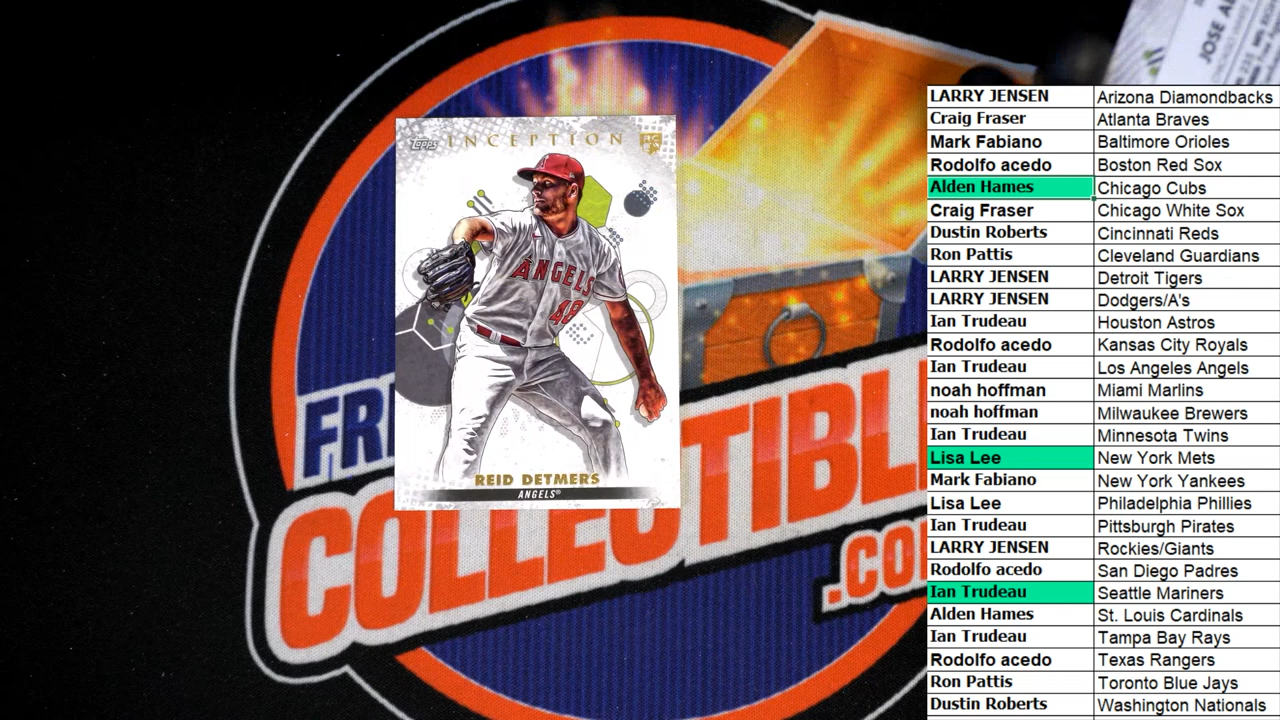 JOSE
LARRY JENSEN Arizona Diamondbacks
Craig Fraser Atlanta Braves
Mark Fabiano Baltimore Orioles
Rodolfo acedo Boston Red Sox
Alden Hames Chicago Cubs
Craig Fraser Chicago White Sox
Dustin Roberts Cincinnati Reds
Ron Pattis Cleveland Guardians
LARRY JENSEN Detroit Tigers
LARRY JENSEN Dodgers/A's
Ian Trudeau Houston Astros
Rodolfo acedo Kansas City Royals
Ian Trudeau Los Angeles Angels
noah hoffman Miami Marlins
noah hoffman Milwaukee Brewers
Ian Trudeau Minnesota Twins
Lisa Lee New York Mets
Mark Fabiano New York Yankees
Lisa Lee Philadelphia Phillies
Ian Trudeau Pittsburgh Pirates
LARRY JENSEN Rockies/Giants
Rodolfo acedo San Diego Padres
Ian Trudeau Seattle Mariners
Alden Hames St. Louis Cardinals
Ian Trudeau Tampa Bay Rays
Rodolfo acedo Texas Rangers
Ron Pattis Toronto Blue Jays
Dustin Roberts Washington Nationals
Topps INCEPTION RC
ANGELS
48
REID DETMERS
ANGELS®
FRI
COLLECTIBL
.CO